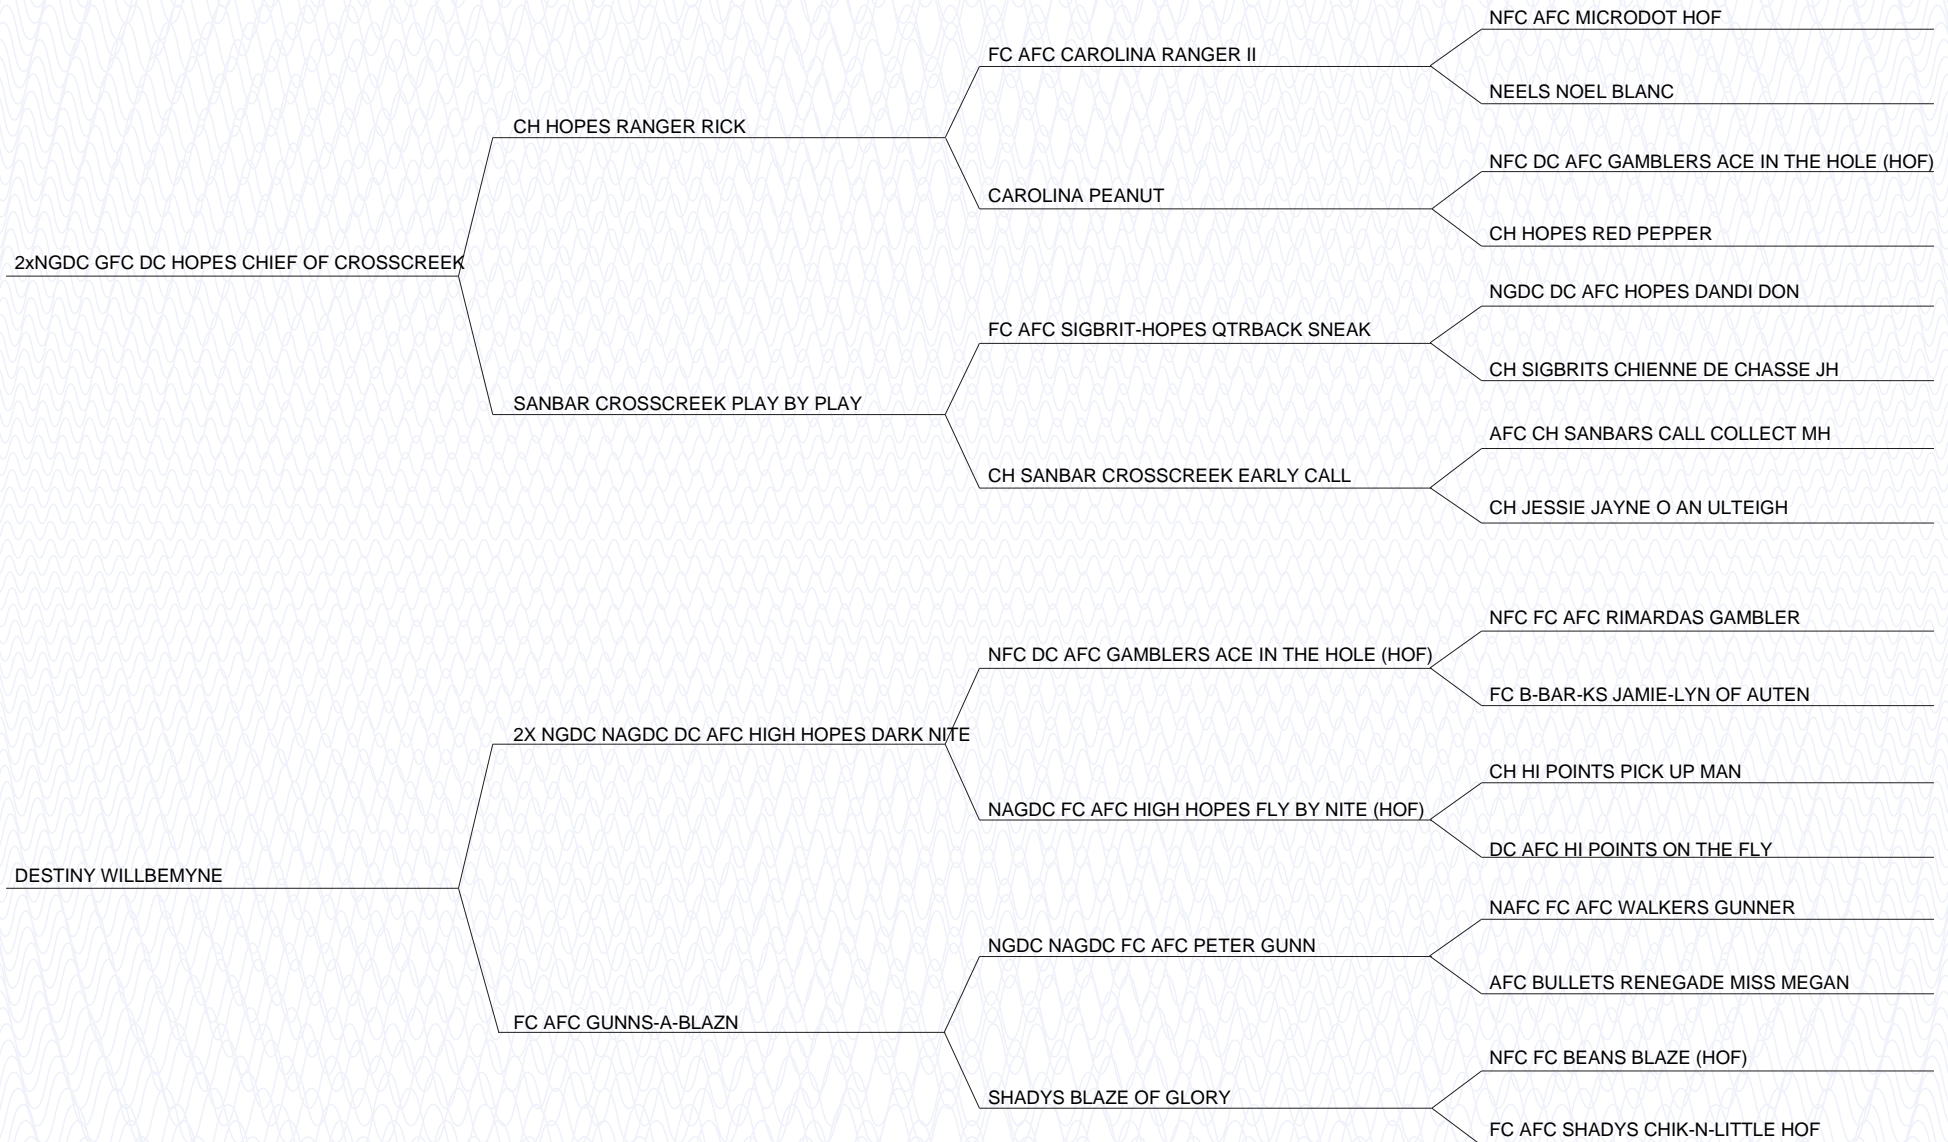 NFC AFC MICRODOT HOF
FC AFC CAROLINA RANGER II
NEELS NOEL BLANC
CH HOPES RANGER RICK
NFC DC AFC GAMBLERS ACE IN THE HOLE (HOF)
CAROLINA PEANUT
CH HOPES RED PEPPER
2xNGDC GFC DC HOPES CHIEF OF CROSSCREEK
NGDC DC AFC HOPES DANDI DON
FC AFC SIGBRIT-HOPES QTRBACK SNEAK
CH SIGBRITS CHIENNE DE CHASSE JH
SANBAR CROSSCREEK PLAY BY PLAY
AFC CH SANBARS CALL COLLECT MH
CH SANBAR CROSSCREEK EARLY CALL
CH JESSIE JAYNE O AN ULTEIGH
NFC FC AFC RIMARDAS GAMBLER
NFC DC AFC GAMBLERS ACE IN THE HOLE (HOF)
FC B-BAR-KS JAMIE-LYN OF AUTEN
2X NGDC NAGDC DC AFC HIGH HOPES DARK NITE
CH HI POINTS PICK UP MAN
NAGDC FC AFC HIGH HOPES FLY BY NITE (HOF)
DC AFC HI POINTS ON THE FLY
DESTINY WILLBEMYNE
NAFC FC AFC WALKERS GUNNER
NGDC NAGDC FC AFC PETER GUNN
AFC BULLETS RENEGADE MISS MEGAN
FC AFC GUNNS-A-BLAZN
NFC FC BEANS BLAZE (HOF)
SHADYS BLAZE OF GLORY
FC AFC SHADYS CHIK-N-LITTLE HOF